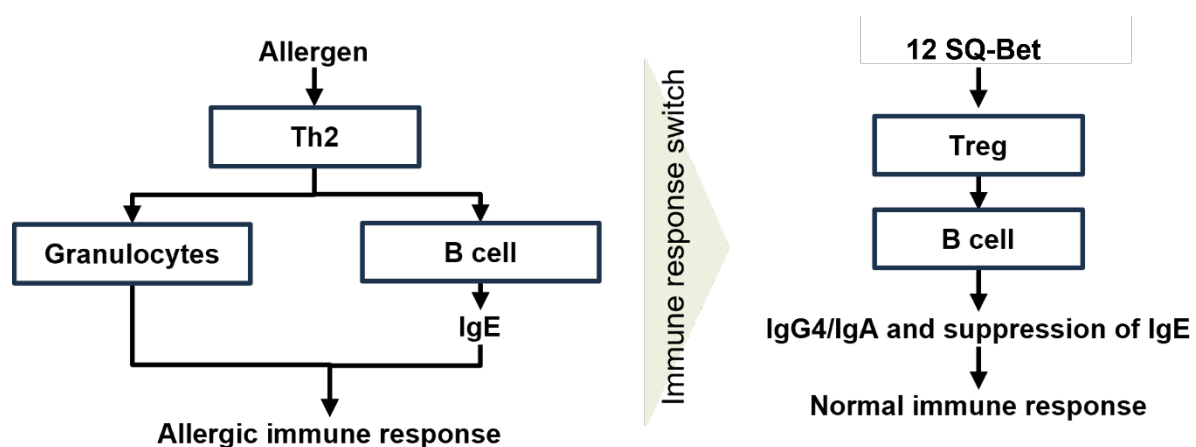 Allergen
Th2
Granulocytes
B cell
IgE
Allergic immune response
Immune response switch
12 SQ-Bet
Treg
B cell
IgG4/IgA and suppression of IgE
Normal immune response